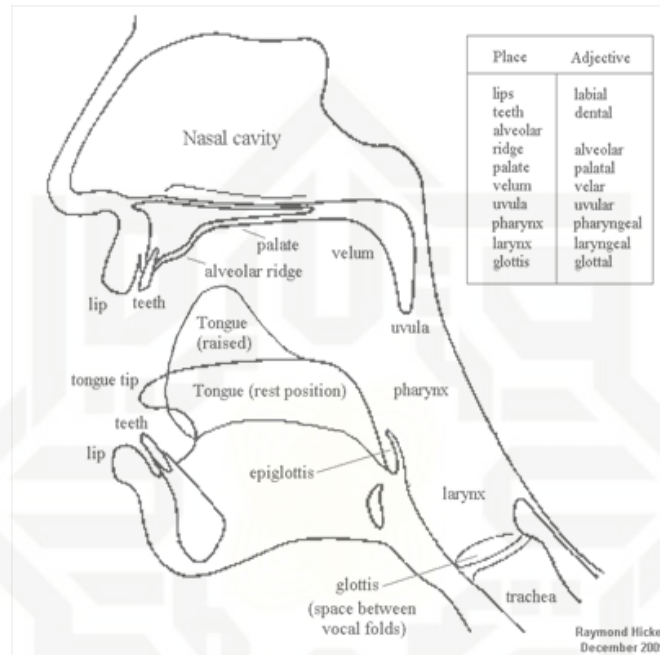 Place Adjective
lips labial
teeth dental
alveolar
ridge alveolar
palate palatal
velum velar
uvula uvular
pharynx pharyngeal
larynx laryngeal
glottis glottal
Nasal cavity
palate
velum
alveolar ridge
lip
teeth
uvula
Tongue
(raised)
tongue tip
Tongue (rest position)
pharynx
teeth
lip
epiglottis
larynx
glottis
(space between
vocal folds)
trachea
Raymond Hicke
December 200